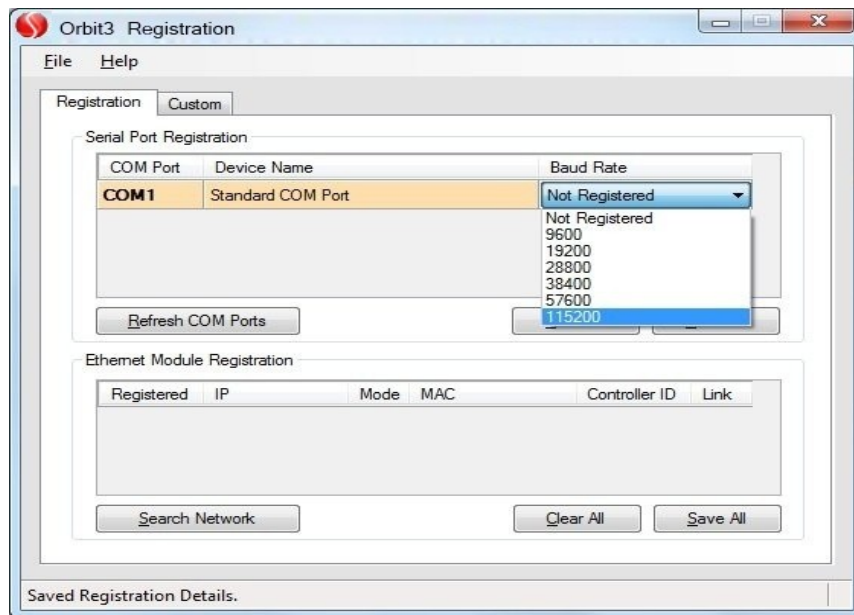 Orbit3 Registration
File Help
Registration Custom
Serial Port Registration
COM Port Device Name Baud Rate
COM1 Standard COM Port Not Registered
Not Registered
9600
19200
28800
38400
57600
115200
Refresh COM Ports
Ethernet Module Registration
Registered IP Mode MAC Controller ID Link
Search Network Clear All Save All
Saved Registration Details.